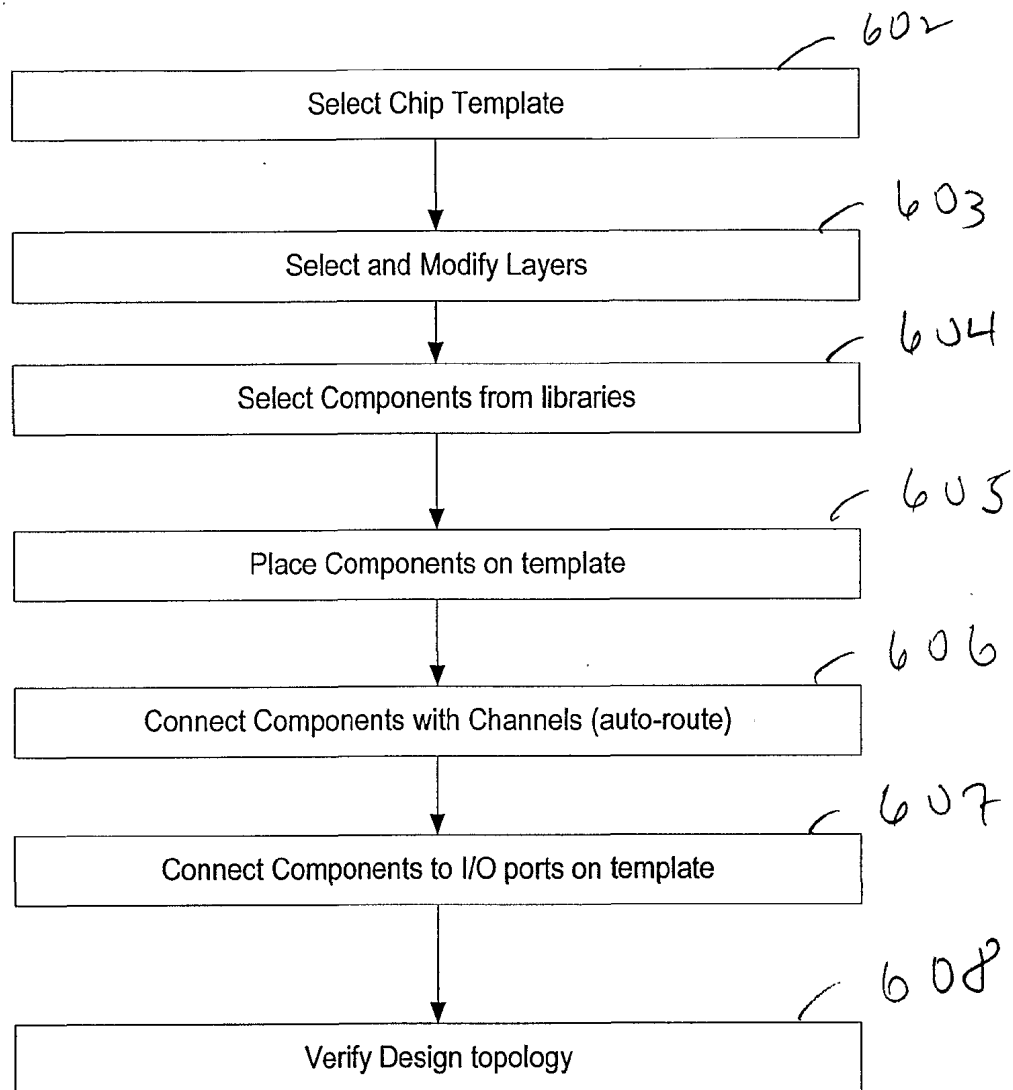 602
Select Chip Template
603
Select and Modify Layers
604
Select Components from libraries
605
Place Components on template
606
Connect Components with Channels (auto-route)
607
Connect Components to I/O ports on template
608
Verify Design topology